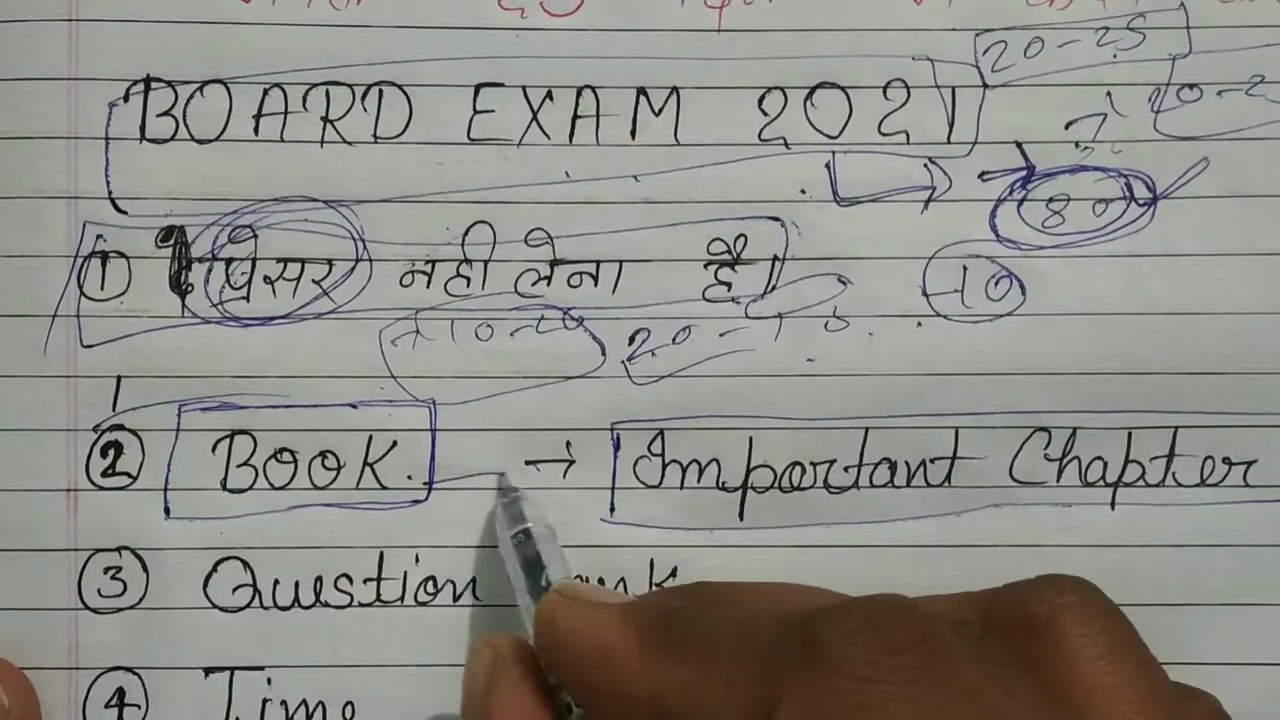 20-25
BOARD EXAM 2021
80
① प्रेसर नही लेना है।
-10
② BOOK. → Important Chapter
③ Question
④ Time